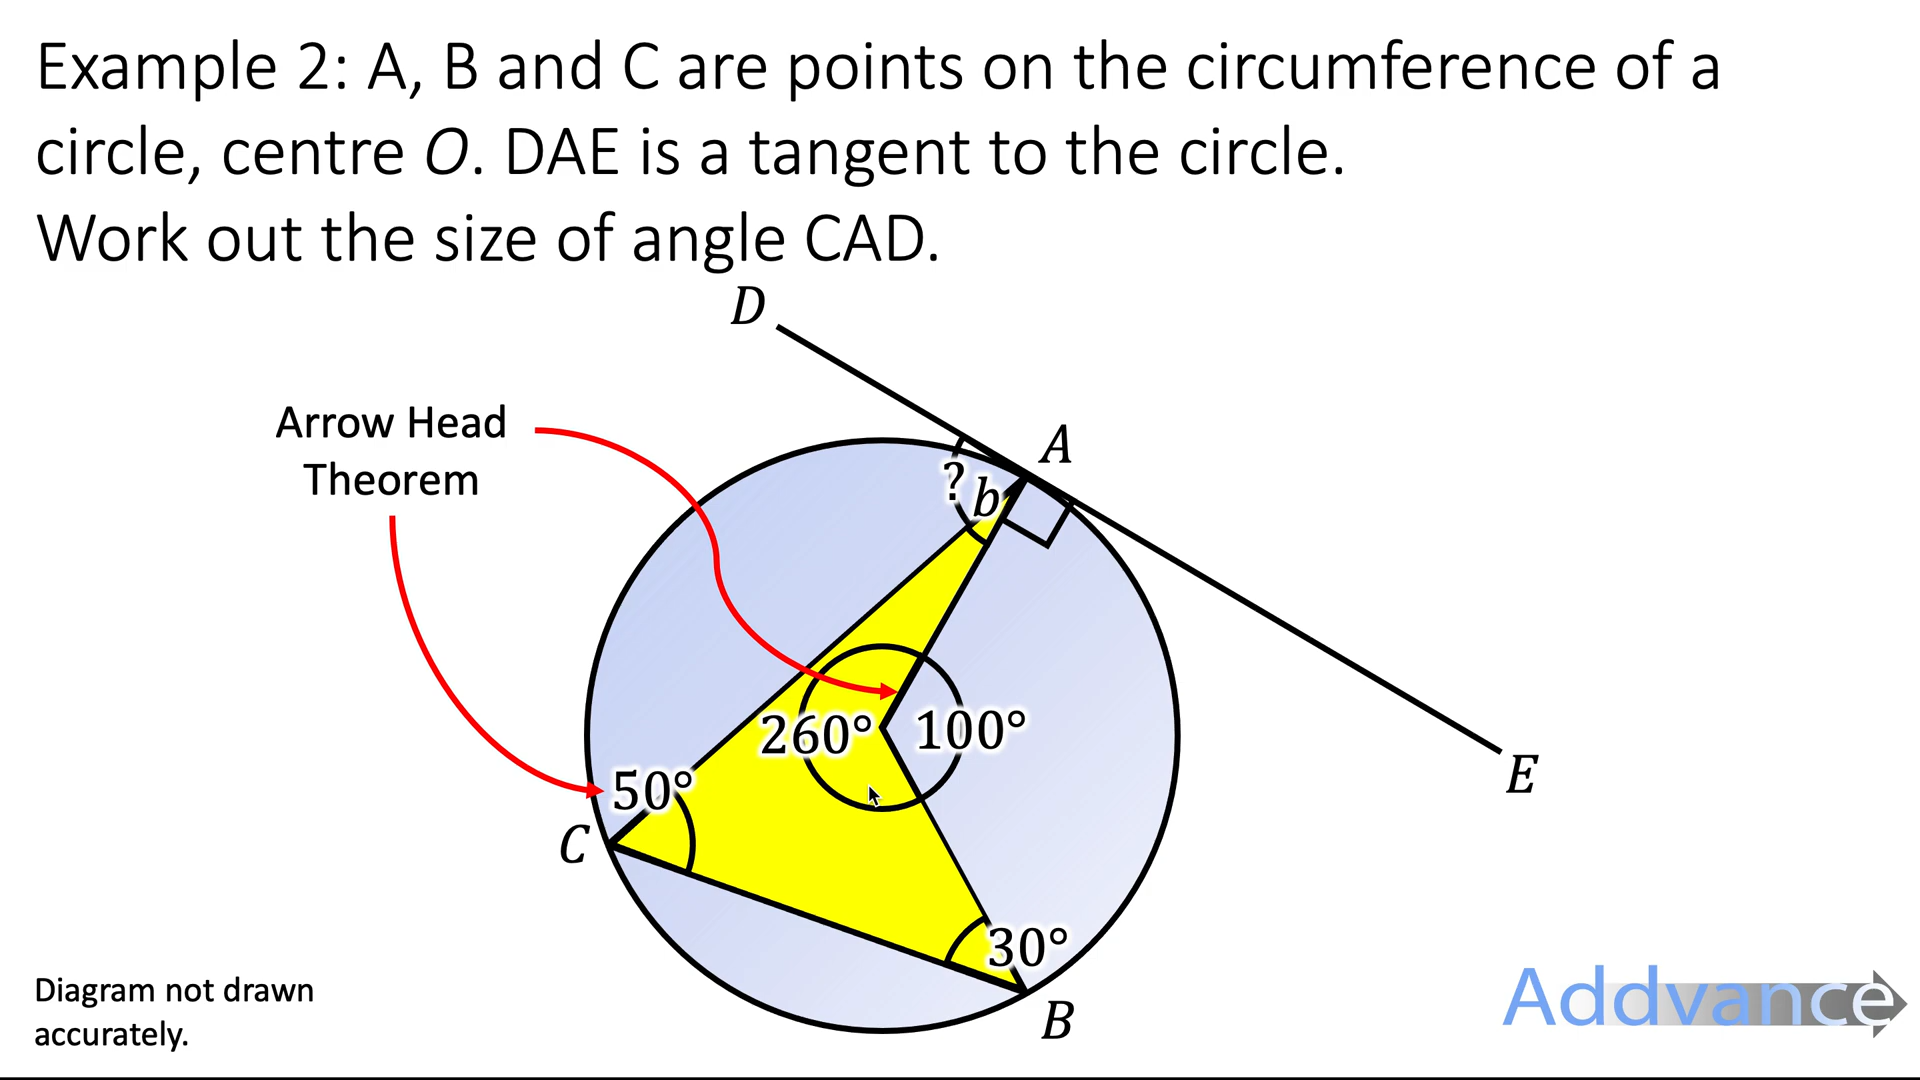 Example 2: A, B and C are points on the circumference of a
circle, centre O. DAE is a tangent to the circle.
Work out the size of angle CAD.
D
Arrow Head
Theorem
A
?
b
260°
100°
50°
E
C
30°
B
Diagram not drawn
accurately.
Addvance